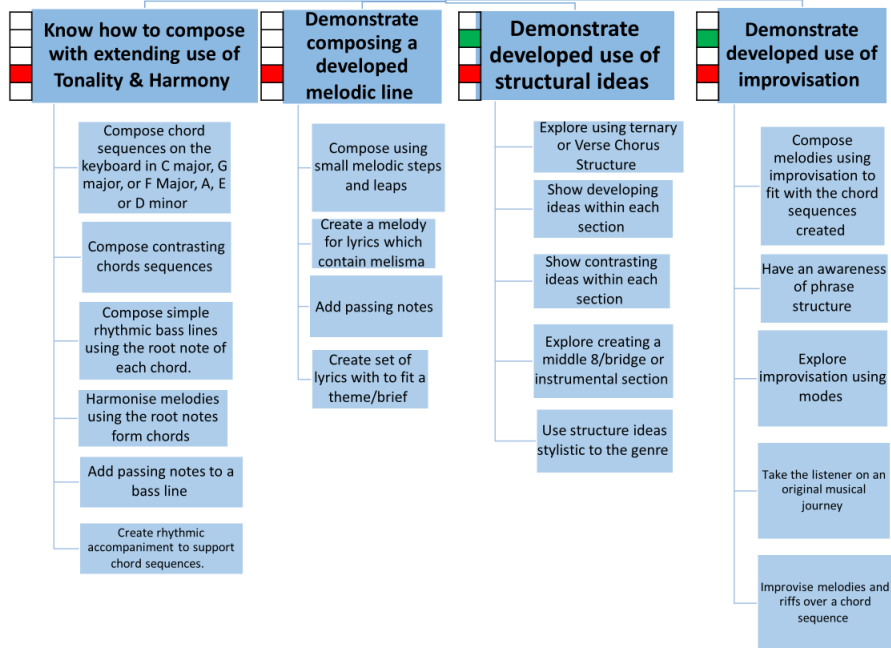 Know how to compose
with extending use of
Tonality & Harmony
Compose chord
sequences on the
keyboard in C major, G
major, or F Major, A, E
or D minor
Compose contrasting
chords sequences
Compose simple
rhythmic bass lines
using the root note of
each chord.
Harmonise melodies
using the root notes
form chords
Add passing notes to a
bass line
Create rhythmic
accompaniment to support
chord sequences.
Demonstrate
composing a
developed
melodic line
Compose using
small melodic steps
and leaps
Create a melody
for lyrics which
contain melisma
Add passing notes
Create set of
lyrics with to fit a
theme/brief
Demonstrate
developed use of
structural ideas
Explore using ternary
or Verse Chorus
Structure
Show developing
ideas within each
section
Show contrasting
ideas within each
section
Explore creating a
middle 8/bridge or
instrumental section
Use structure ideas
stylistic to the genre
Demonstrate
developed use of
improvisation
Compose
melodies using
improvisation to
fit with the chord
sequences
created
Have an awareness
of phrase
structure
Explore
improvisation using
modes
Take the listener on an
original musical
journey
Improvise melodies and
riffs over a chord
sequence